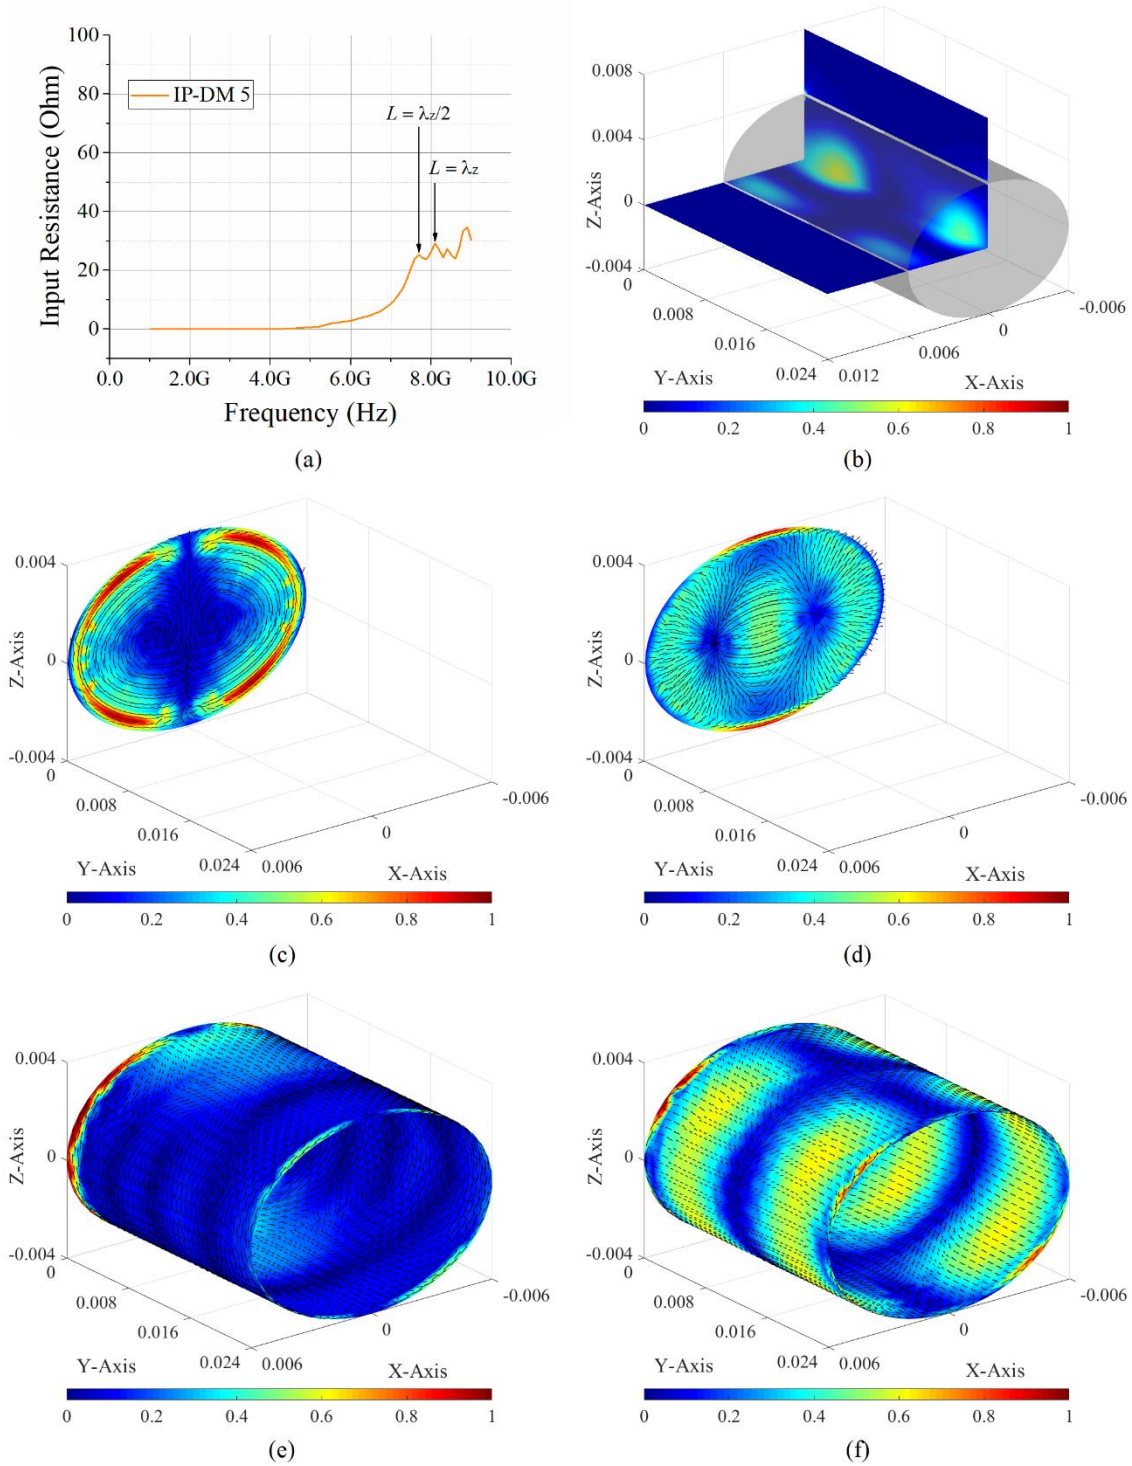 100
80
60
40
20
0
Input Resistance (Ohm)
IP-DM 5
L = λz/2
L = λz
0.0 2.0G 4.0G 6.0G 8.0G 10.0G
Frequency (Hz)
(a)
0.008
0.004
0
-0.004
Z-Axis
0
0.008
0.016
0.024
Y-Axis
0.012
0.006
0
-0.006
X-Axis
0 0.2 0.4 0.6 0.8 1
(b)
0.004
0
-0.004
Z-Axis
0
0.008
0.016
0.024
Y-Axis
0.006
0
-0.006
X-Axis
0 0.2 0.4 0.6 0.8 1
(c)
0.004
0
-0.004
Z-Axis
0
0.008
0.016
0.024
Y-Axis
0.006
0
-0.006
X-Axis
0 0.2 0.4 0.6 0.8 1
(d)
0.004
0
-0.004
Z-Axis
0
0.008
0.016
0.024
Y-Axis
0.006
0
-0.006
X-Axis
0 0.2 0.4 0.6 0.8 1
(e)
0.004
0
-0.004
Z-Axis
0
0.008
0.016
0.024
Y-Axis
0.006
0
-0.006
X-Axis
0 0.2 0.4 0.6 0.8 1
(f)